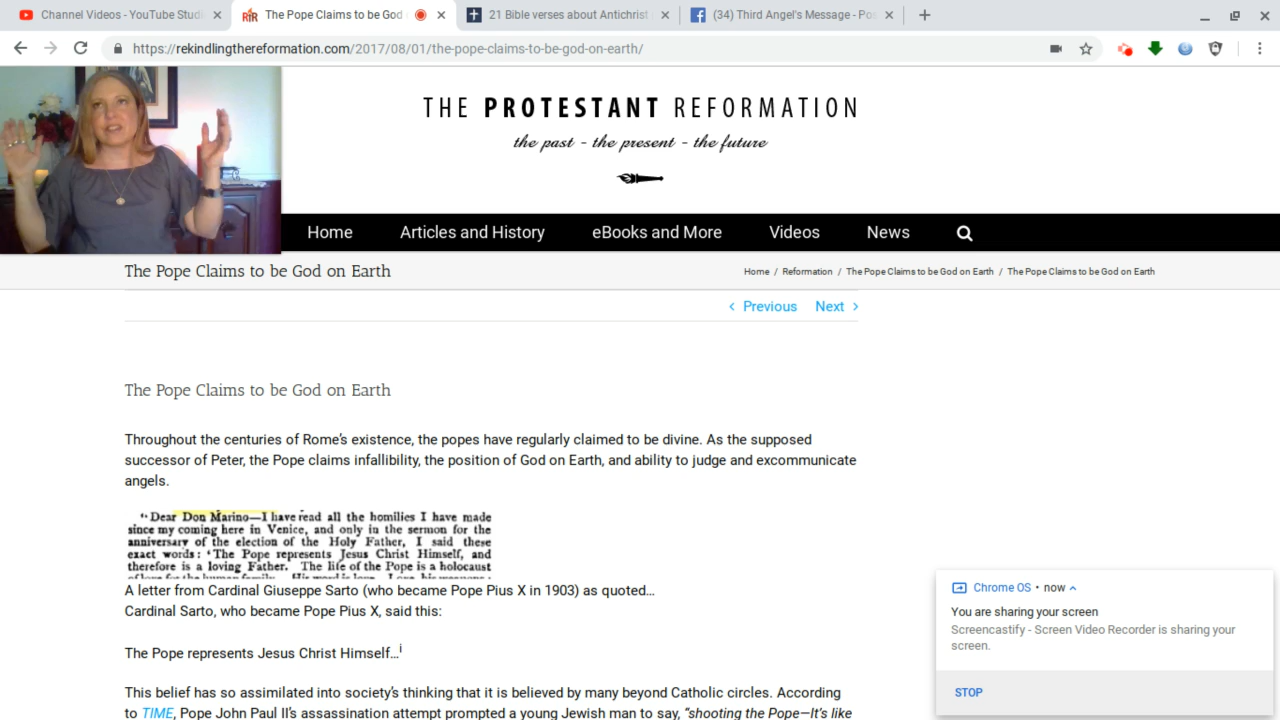 Channel Videos - YouTube Stud
The Pope Claims to be God
21 Bible verses about Antichrist
(34) Third Angel's Message - Pos
https://rekindlingthereformation.com/2017/08/01/the-pope-claims-to-be-god-on-earth/
THE PROTESTANT REFORMATION
the past - the present - the future
Home
Articles and History
eBooks and More
Videos
News
The Pope Claims to be God on Earth
Home / Reformation / The Pope Claims to be God on Earth / The Pope Claims to be God on Earth
Previous
Next
The Pope Claims to be God on Earth
Throughout the centuries of Rome's existence, the popes have regularly claimed to be divine. As the supposed
successor of Peter, the Pope claims infallibility, the position of God on Earth, and ability to judge and excommunicate
angels.
"Dear Don Marino—I have read all the homilies I have made
since my coming here in Venice, and only in the sermon for the
anniversary of the election of the Holy Father, I said these
exact words: 'The Pope represents Jesus Christ Himself, and
therefore is a loving Father. The life of the Pope is a holocaust
A letter from Cardinal Giuseppe Sarto (who became Pope Pius X in 1903) as quoted…
Cardinal Sarto, who became Pope Pius X, said this:
The Pope represents Jesus Christ Himself…i
This belief has so assimilated into society's thinking that it is believed by many beyond Catholic circles. According
to TIME, Pope John Paul II's assassination attempt prompted a young Jewish man to say, "shooting the Pope—It's like
Chrome OS • now
You are sharing your screen
Screencastify - Screen Video Recorder is sharing your
screen.
STOP